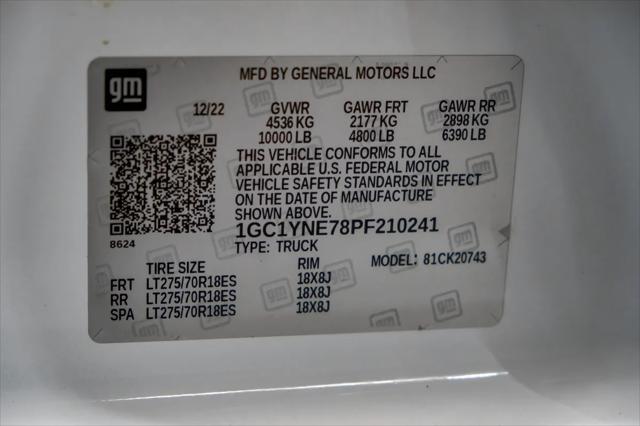 gm
MFD BY GENERAL MOTORS LLC
12/22 GVWR GAWR FRT GAWR RR
4536 KG 2177 KG 2898 KG
10000 LB 4800 LB 6390 LB
THIS VEHICLE CONFORMS TO ALL
APPLICABLE U.S. FEDERAL MOTOR
VEHICLE SAFETY STANDARDS IN EFFECT
ON THE DATE OF MANUFACTURE
SHOWN ABOVE.
8624
1GC1YNE78PF210241
TYPE: TRUCK
TIRE SIZE RIM MODEL: 81CK20743
FRT LT275/70R18ES 18X8J
RR LT275/70R18ES 18X8J
SPA LT275/70R18ES 18X8J